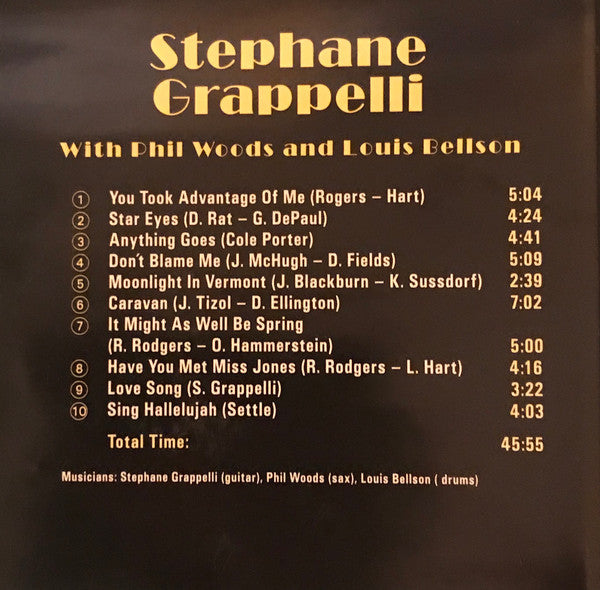 Stephane
Grappelli
With Phil Woods and Louis Bellson
1 You Took Advantage Of Me (Rogers – Hart) 5:04
2 Star Eyes (D. Rat – G. DePaul) 4:24
3 Anything Goes (Cole Porter) 4:41
4 Don't Blame Me (J. McHugh – D. Fields) 5:09
5 Moonlight In Vermont (J. Blackburn – K. Sussdorf) 2:39
6 Caravan (J. Tizol – D. Ellington) 7:02
7 It Might As Well Be Spring
(R. Rodgers – O. Hammerstein) 5:00
8 Have You Met Miss Jones (R. Rodgers – L. Hart) 4:16
9 Love Song (S. Grappelli) 3:22
10 Sing Hallelujah (Settle) 4:03
Total Time: 45:55
Musicians: Stephane Grappelli (guitar), Phil Woods (sax), Louis Bellson ( drums)